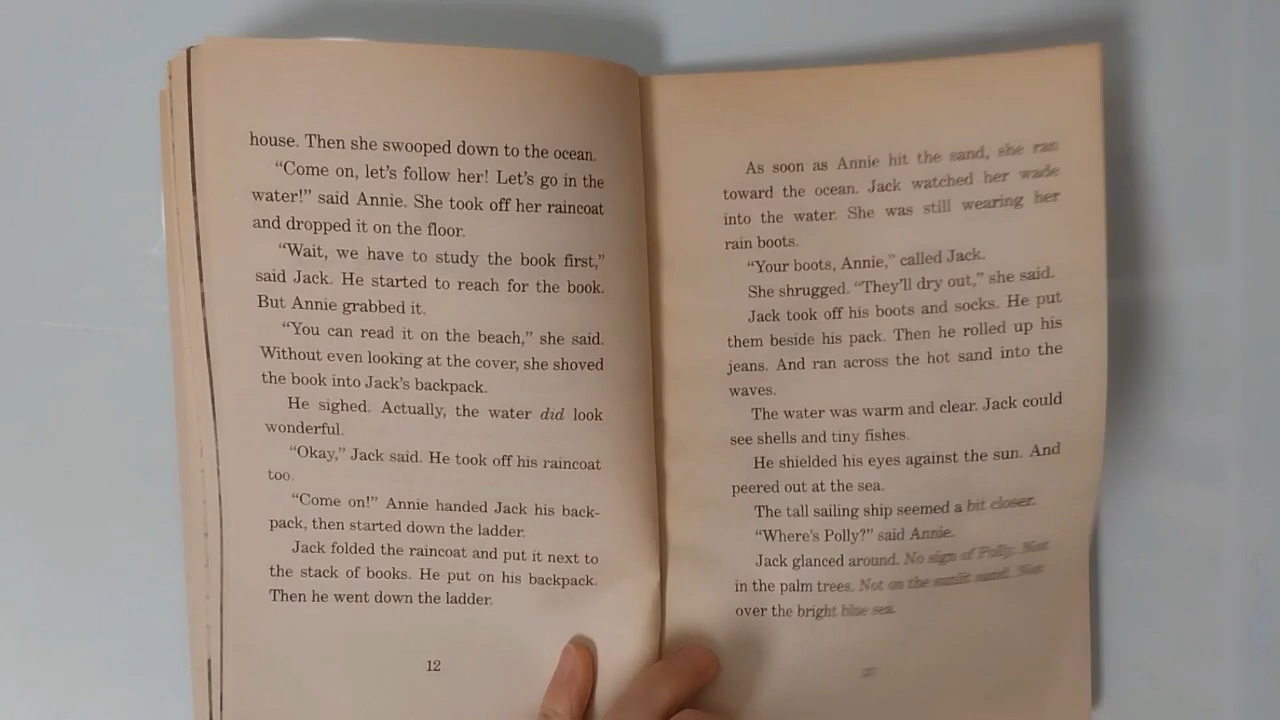 house. Then she swooped down to the ocean.
“Come on, let’s follow her! Let’s go in the
water!” said Annie. She took off her raincoat
and dropped it on the floor.
“Wait, we have to study the book first,”
said Jack. He started to reach for the book.
But Annie grabbed it.
“You can read it on the beach,” she said.
Without even looking at the cover, she shoved
the book into Jack’s backpack.
He sighed. Actually, the water did look
wonderful.
“Okay,” Jack said. He took off his raincoat
too.
“Come on!” Annie handed Jack his back-
pack, then started down the ladder.
Jack folded the raincoat and put it next to
the stack of books. He put on his backpack.
Then he went down the ladder.
12
As soon as Annie hit the sand, she ran
toward the ocean. Jack watched her wade
into the water. She was still wearing her
rain boots.
“Your boots, Annie,” called Jack.
She shrugged. “They’ll dry out,” she said.
Jack took off his boots and socks. He put
them beside his pack. Then he rolled up his
jeans. And ran across the hot sand into the
waves.
The water was warm and clear. Jack could
see shells and tiny fishes.
He shielded his eyes against the sun. And
peered out at the sea.
The tall sailing ship seemed a bit closer.
“Where’s Polly?” said Annie.
Jack glanced around. No sign of Polly. Not
in the palm trees. Not on the sunlit sand. Not
over the bright blue sea.